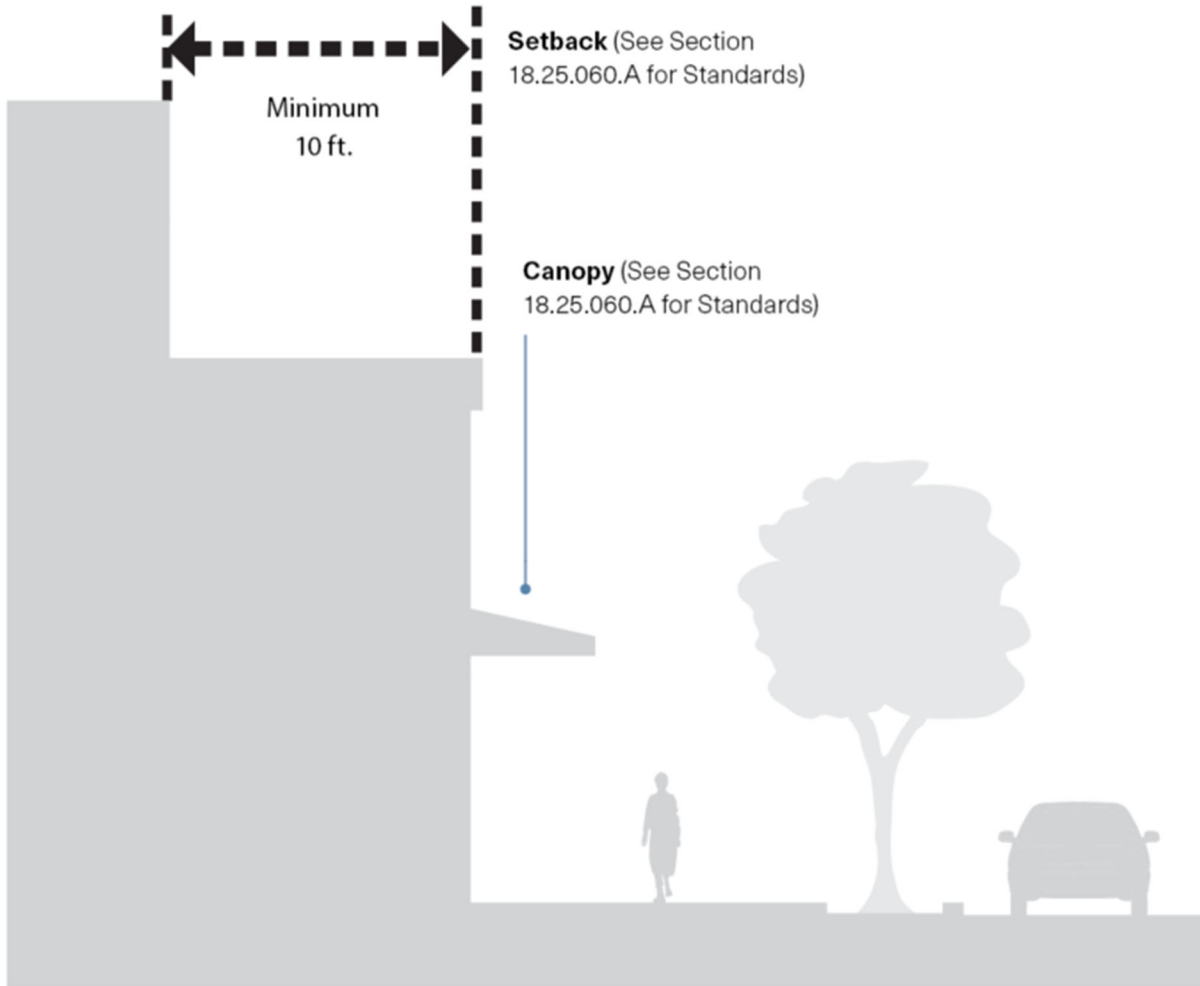 Setback (See Section
18.25.060.A for Standards)
Minimum
10 ft.
Canopy (See Section
18.25.060.A for Standards)